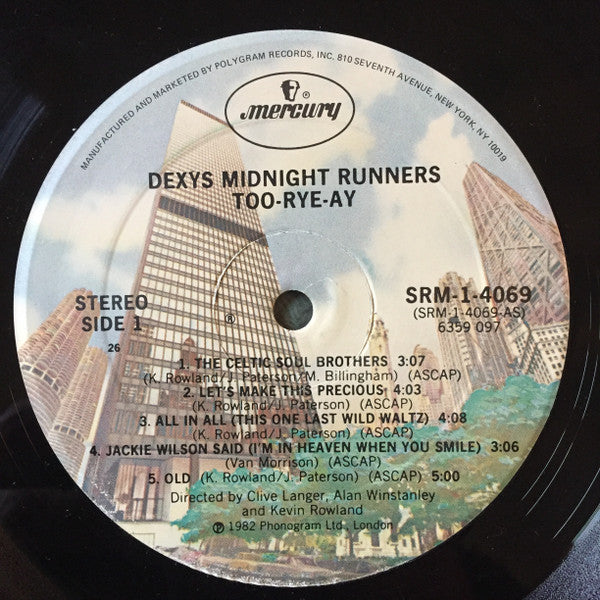 MANUFACTURED AND MARKETED BY POLYGRAM RECORDS, INC. 810 SEVENTH AVENUE, NEW YORK, NY 10019
®
mercury
DEXYS MIDNIGHT RUNNERS
TOO-RYE-AY
STEREO
SIDE 1
26
®
SRM-1-4069
(SRM-1-4069-AS)
6359 097
1. THE CELTIC SOUL BROTHERS 3:07
(K. Rowland/J. Paterson/M. Billingham) (ASCAP)
2. LET'S MAKE THIS PRECIOUS 4:03
(K. Rowland/J. Paterson) (ASCAP)
3. ALL IN ALL (THIS ONE LAST WILD WALTZ) 4:08
(K. Rowland/J. Paterson) (ASCAP)
4. JACKIE WILSON SAID (I'M IN HEAVEN WHEN YOU SMILE) 3:06
(Van Morrison) (ASCAP)
5. OLD (K. Rowland/J. Paterson) (ASCAP) 5:00
Directed by Clive Langer, Alan Winstanley
and Kevin Rowland
℗ 1982 Phonogram Ltd., London